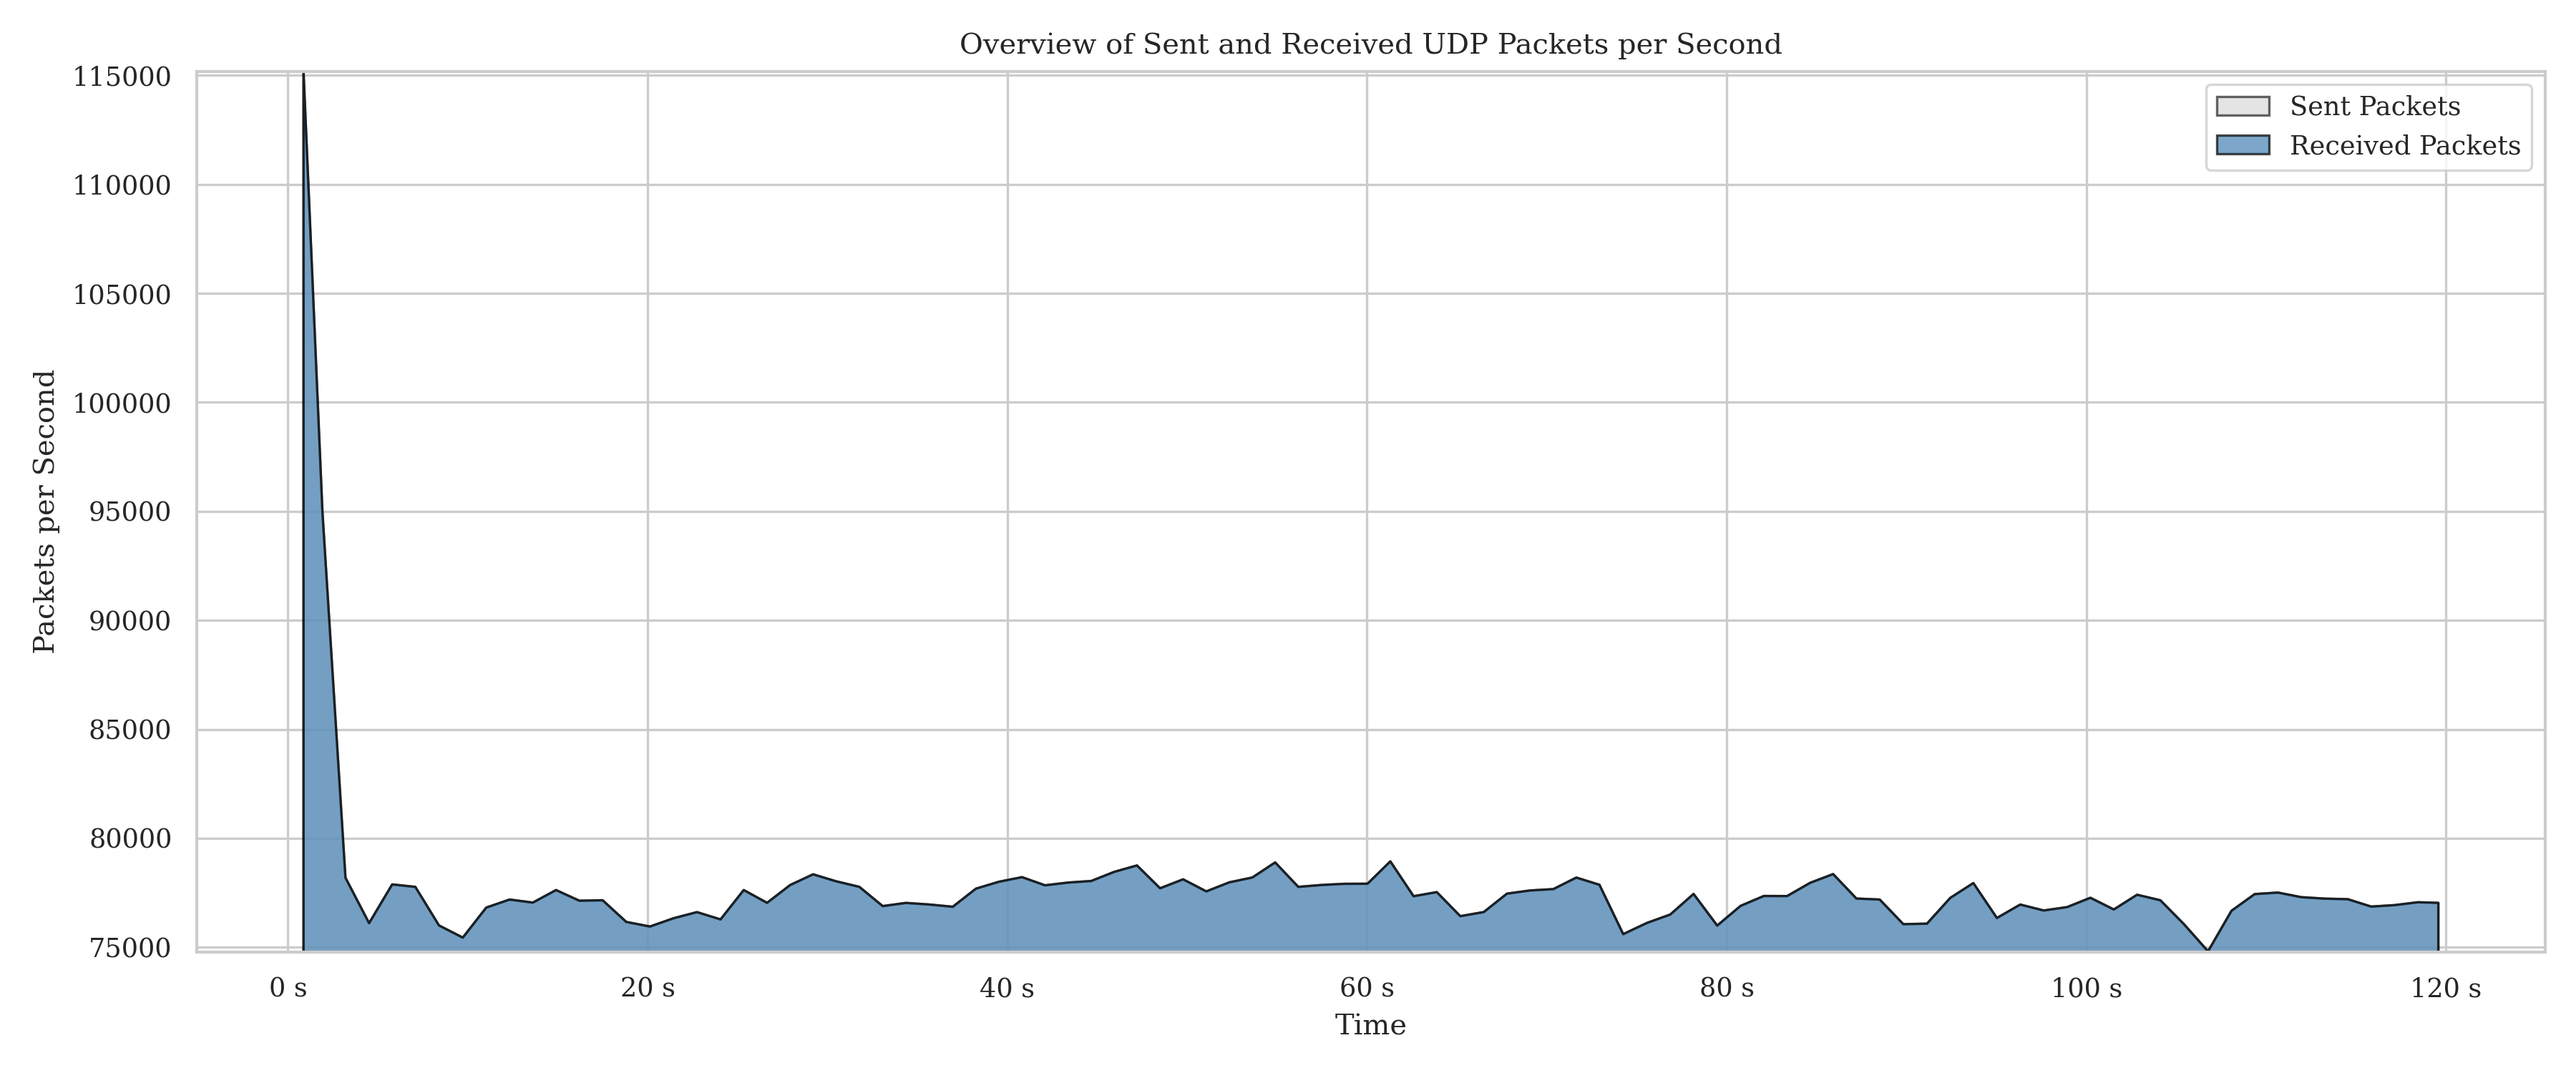 Overview of Sent and Received UDP Packets per Second
Sent Packets
Received Packets
Packets per Second
115000
110000
105000
100000
95000
90000
85000
80000
75000
0 s
20 s
40 s
60 s
80 s
100 s
120 s
Time